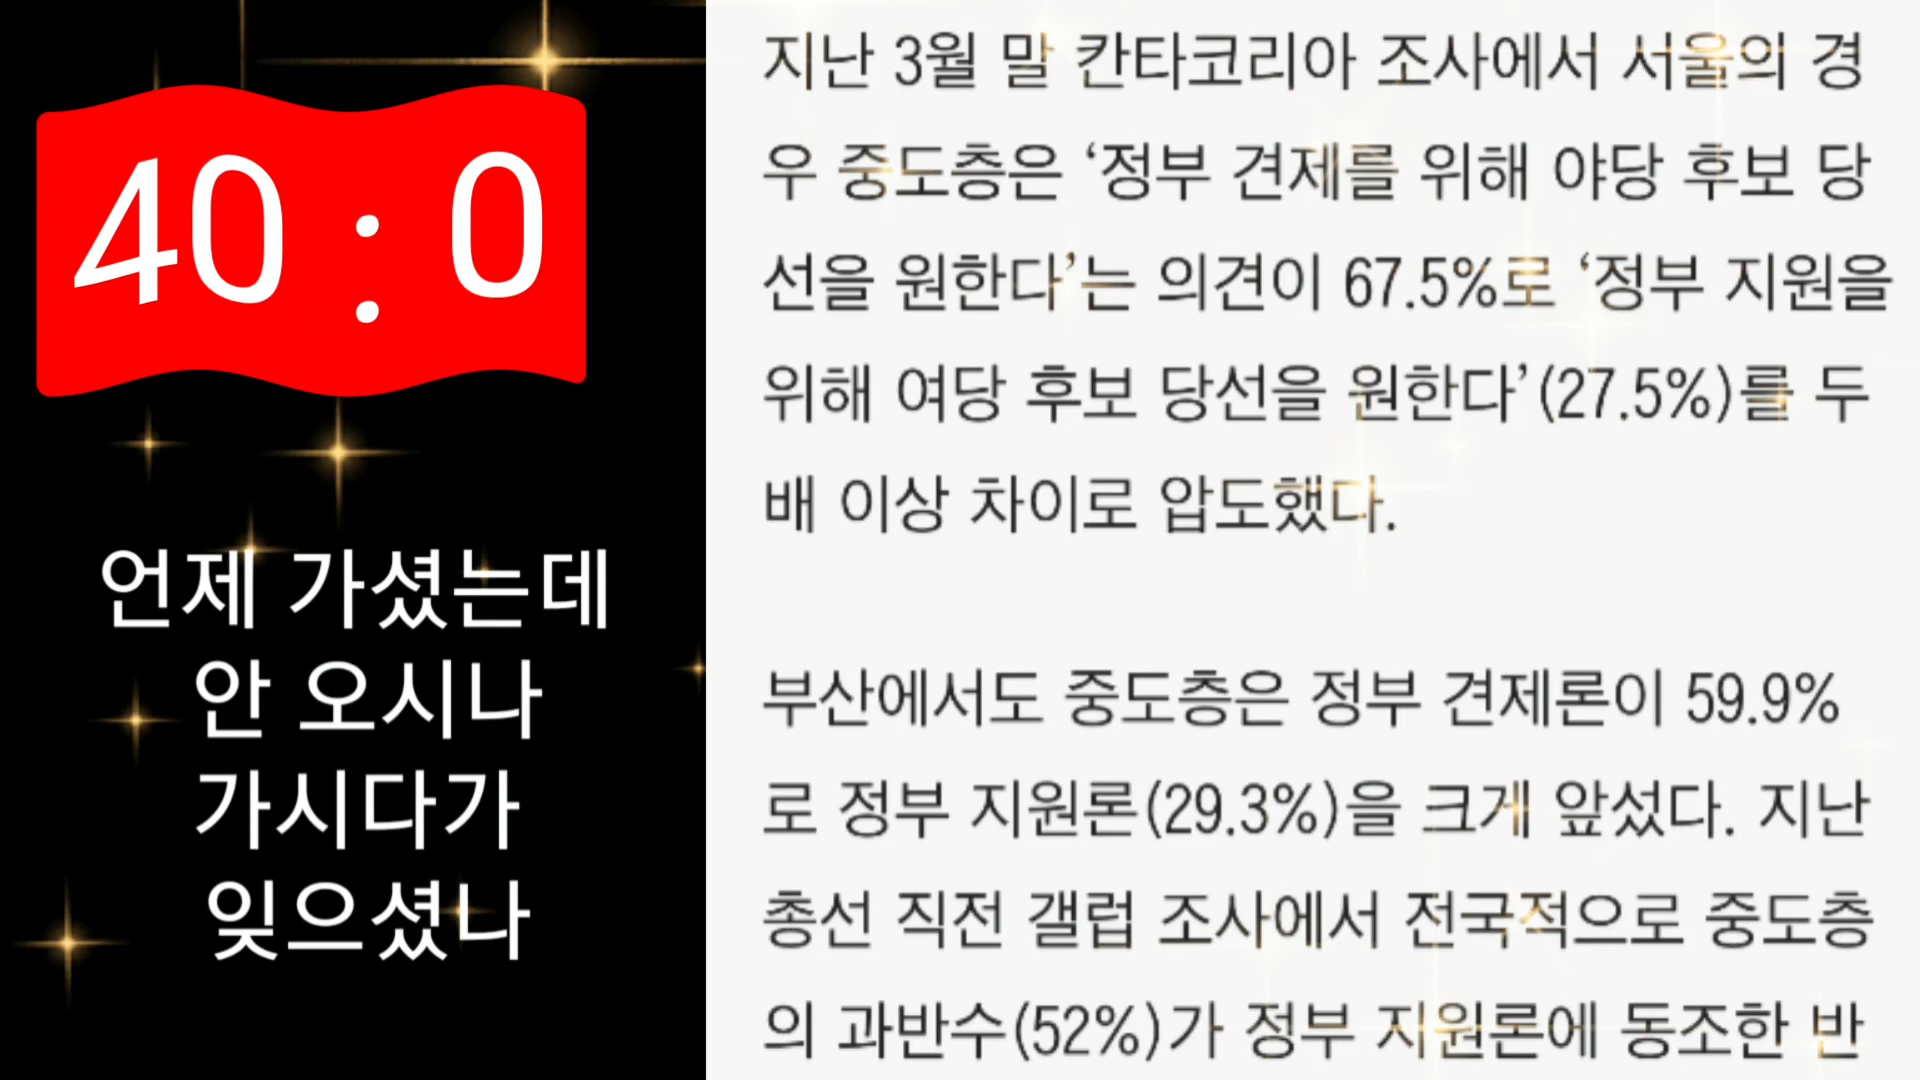 40 : 0
언제 가셨는데
안 오시나
가시다가
잊으셨나
지난 3월 말 칸타코리아 조사에서 서울의 경
우 중도층은 ‘정부 견제를 위해 야당 후보 당
선을 원한다’는 의견이 67.5%로 ‘정부 지원을
위해 여당 후보 당선을 원한다’(27.5%)를 두
배 이상 차이로 압도했다.
부산에서도 중도층은 정부 견제론이 59.9%
로 정부 지원론(29.3%)을 크게 앞섰다. 지난
총선 직전 갤럽 조사에서 전국적으로 중도층
의 과반수(52%)가 정부 지원론에 동조한 반